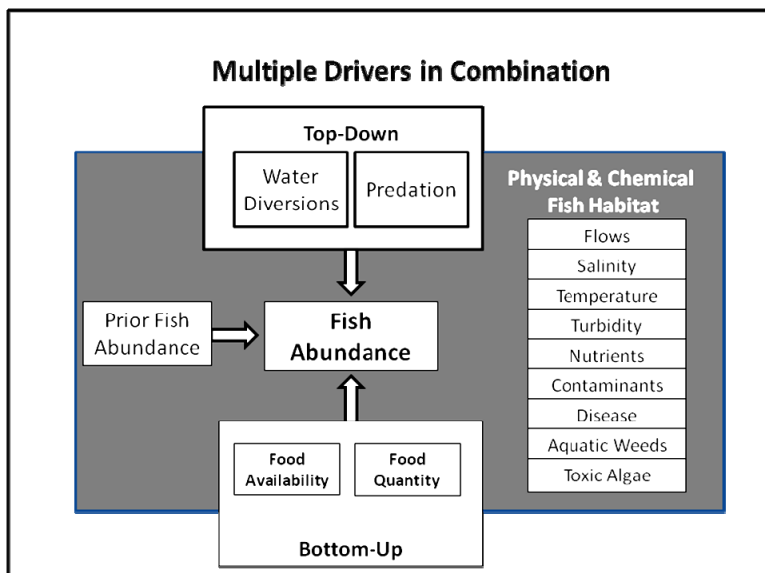 Multiple Drivers in Combination
Top-Down
Water
Diversions
Predation
Physical & Chemical
Fish Habitat
Flows
Salinity
Temperature
Turbidity
Nutrients
Contaminants
Disease
Aquatic Weeds
Toxic Algae
Prior Fish
Abundance
Fish
Abundance
Food
Availability
Food
Quantity
Bottom-Up